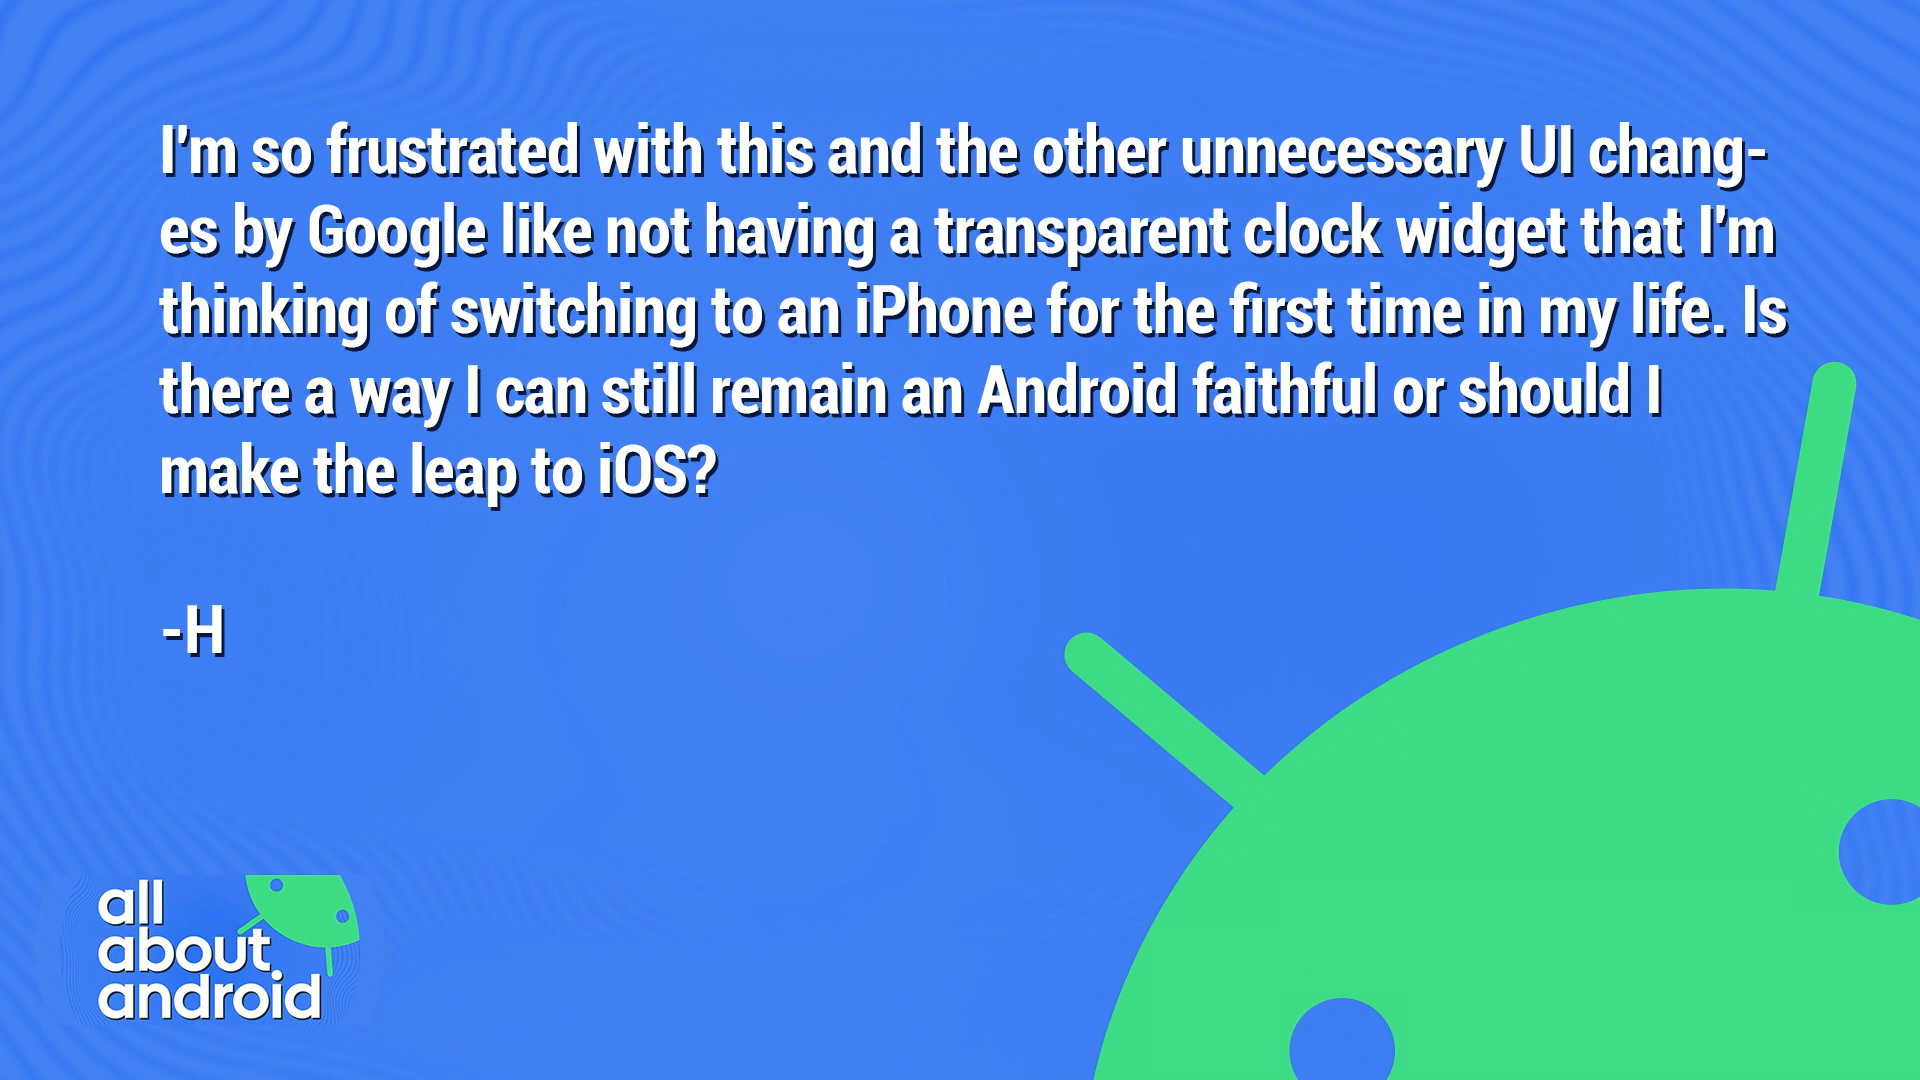 I'm so frustrated with this and the other unnecessary UI chang-
es by Google like not having a transparent clock widget that I'm
thinking of switching to an iPhone for the first time in my life. Is
there a way I can still remain an Android faithful or should I
make the leap to iOS?
-H
all
about
android